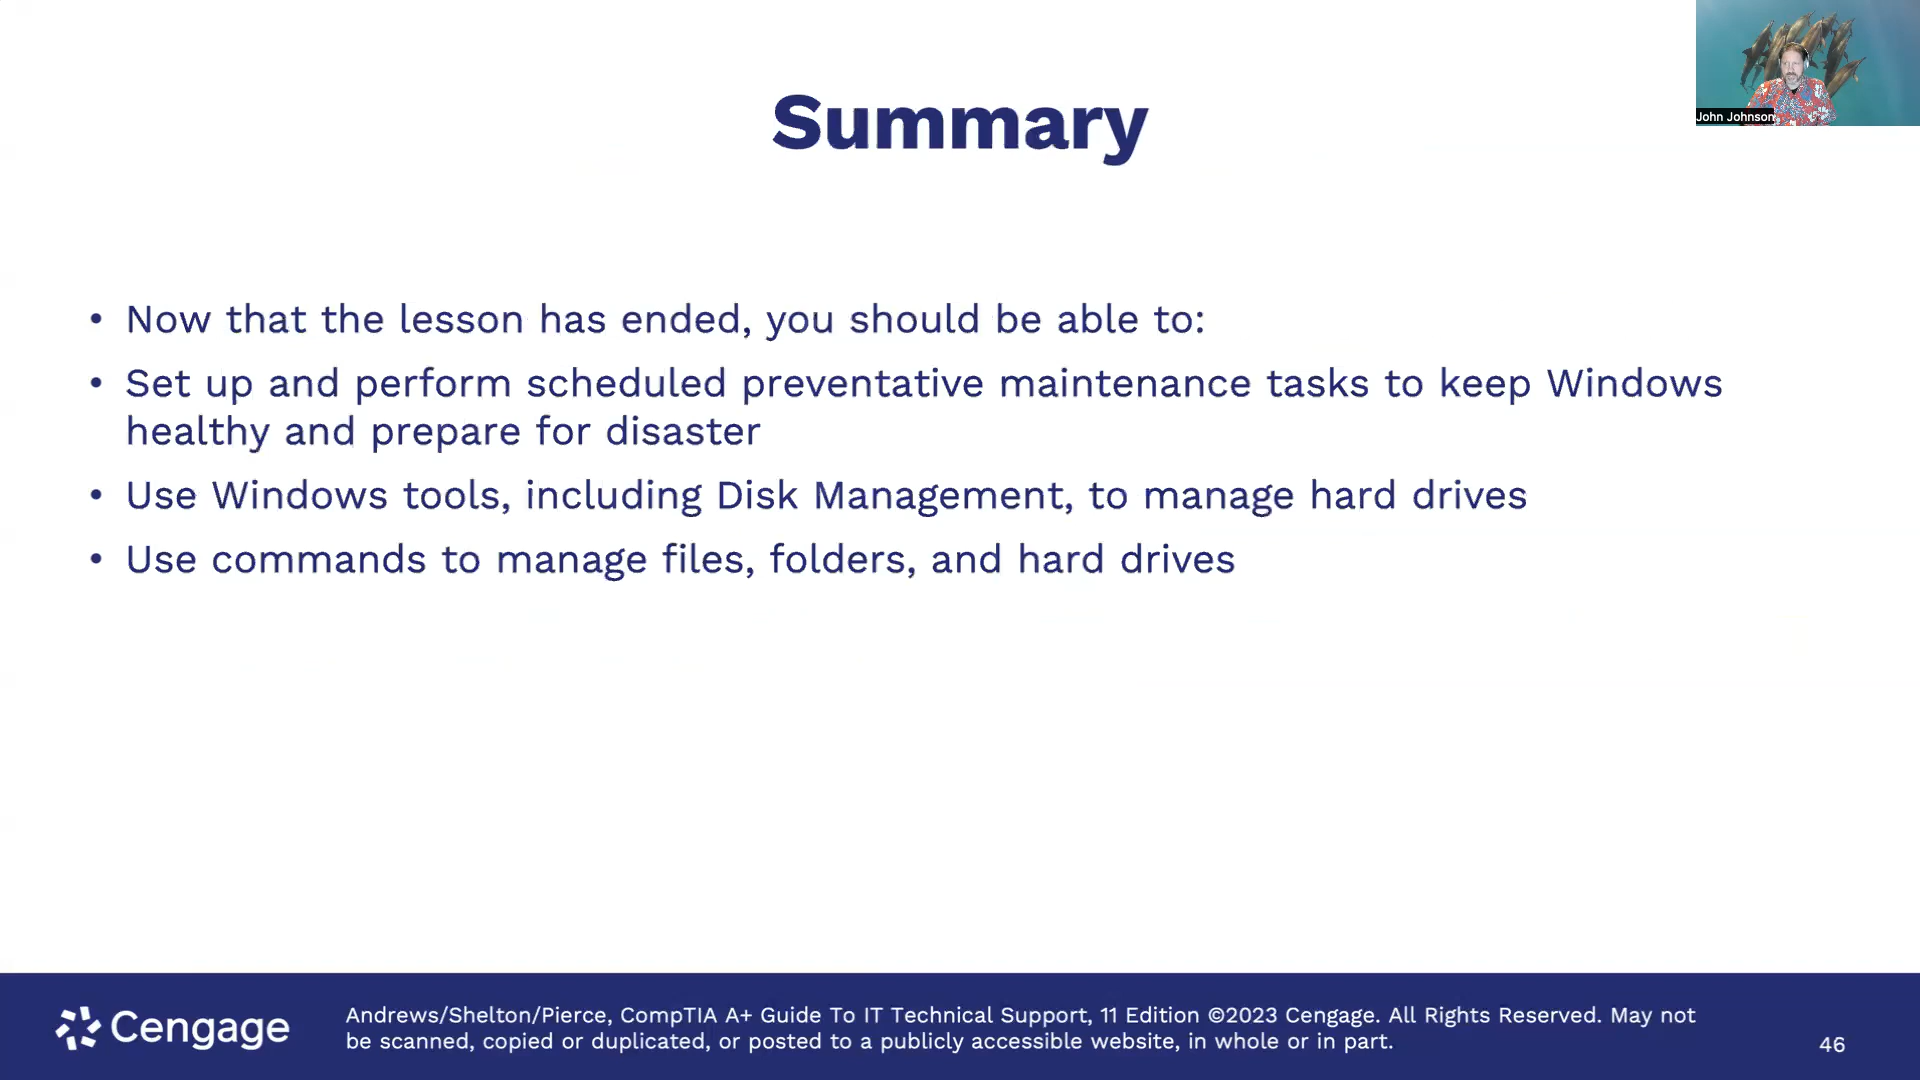 Summary
John Johnson
• Now that the lesson has ended, you should be able to:
• Set up and perform scheduled preventative maintenance tasks to keep Windows
healthy and prepare for disaster
• Use Windows tools, including Disk Management, to manage hard drives
• Use commands to manage files, folders, and hard drives
Cengage
Andrews/Shelton/Pierce, CompTIA A+ Guide To IT Technical Support, 11 Edition ©2023 Cengage. All Rights Reserved. May not
be scanned, copied or duplicated, or posted to a publicly accessible website, in whole or in part.
46